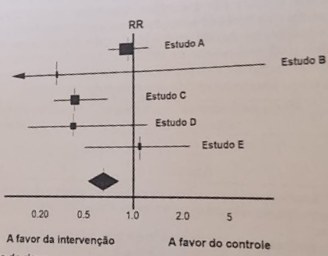 RR
Estudo A
Estudo B
Estudo C
Estudo D
Estudo E
0.20 0.5 1.0 2.0 5
A favor da intervenção A favor do controle